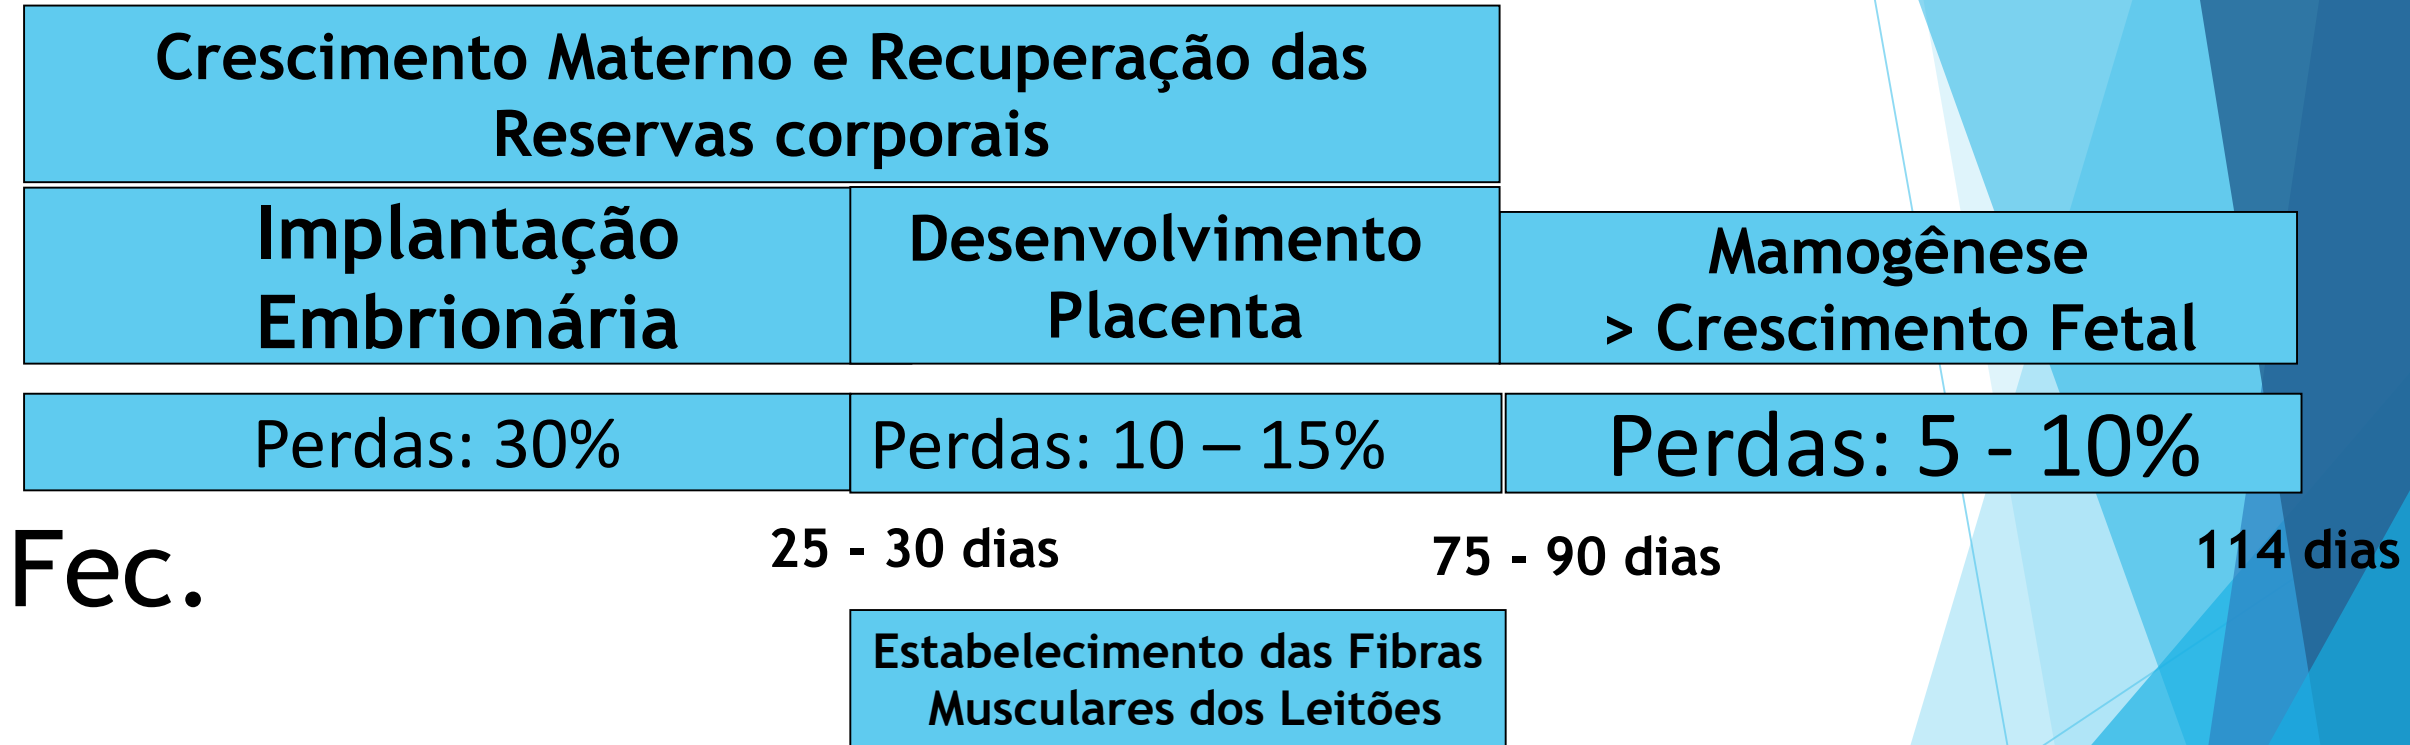 Crescimento Materno e Recuperação das
Reservas corporais
Implantação
Embrionária
Desenvolvimento
Placenta
Mamogênese
> Crescimento Fetal
Perdas: 30%
Perdas: 10 – 15%
Perdas: 5 - 10%
Fec.
25 - 30 dias
75 - 90 dias
114 dias
Estabelecimento das Fibras
Musculares dos Leitões